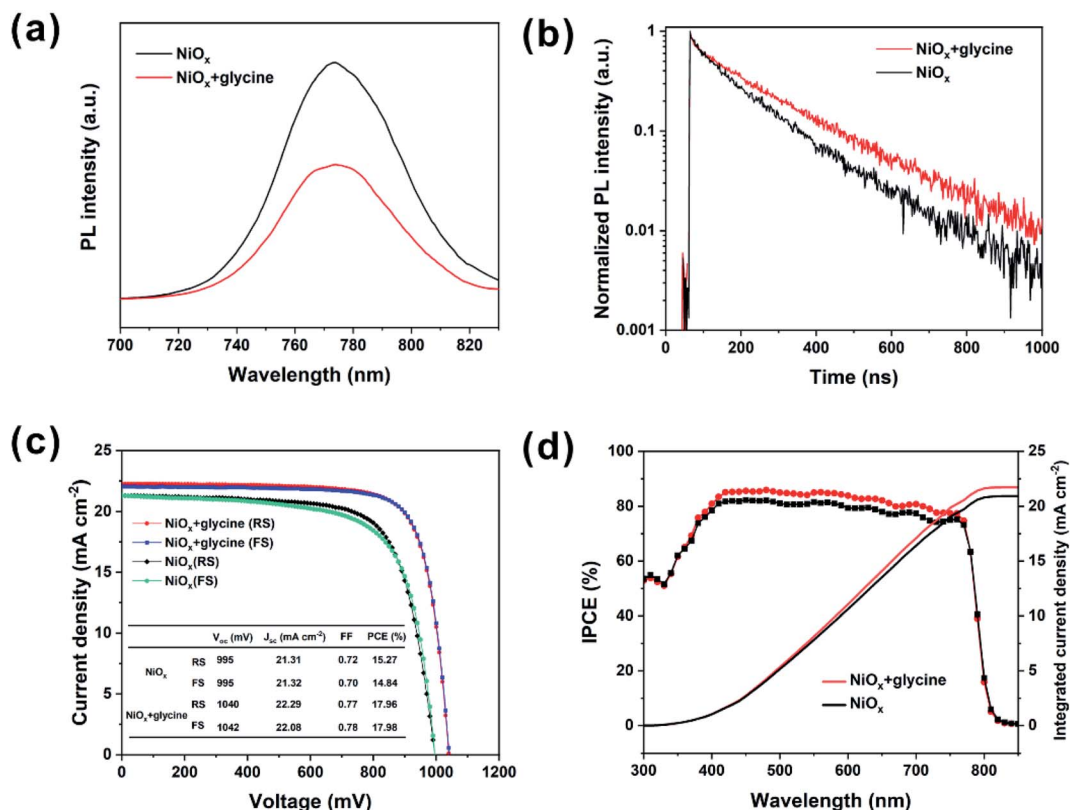 (a)
NiOx
NiOx+glycine
PL intensity (a.u.)
700 720 740 760 780 800 820
Wavelength (nm)
(b)
NiOx+glycine
NiOx
Normalized PL intensity (a.u.)
1
0.1
0.01
0.001
0 200 400 600 800 1000
Time (ns)
(c)
Current density (mA cm⁻²)
25
20
15
10
5
0
NiOx+glycine (RS)
NiOx+glycine (FS)
NiOx(RS)
NiOx(FS)
Voc (mV) Jsc (mA cm⁻²) FF PCE (%)
NiOx
RS 995 21.31 0.72 15.27
FS 995 21.32 0.70 14.84
NiOx+glycine
RS 1040 22.29 0.77 17.96
FS 1042 22.08 0.78 17.98
0 200 400 600 800 1000 1200
Voltage (mV)
(d)
IPCE (%)
100
80
60
40
20
0
NiOx+glycine
NiOx
25
20
15
10
5
0
Integrated current density (mA cm⁻²)
300 400 500 600 700 800
Wavelength (nm)